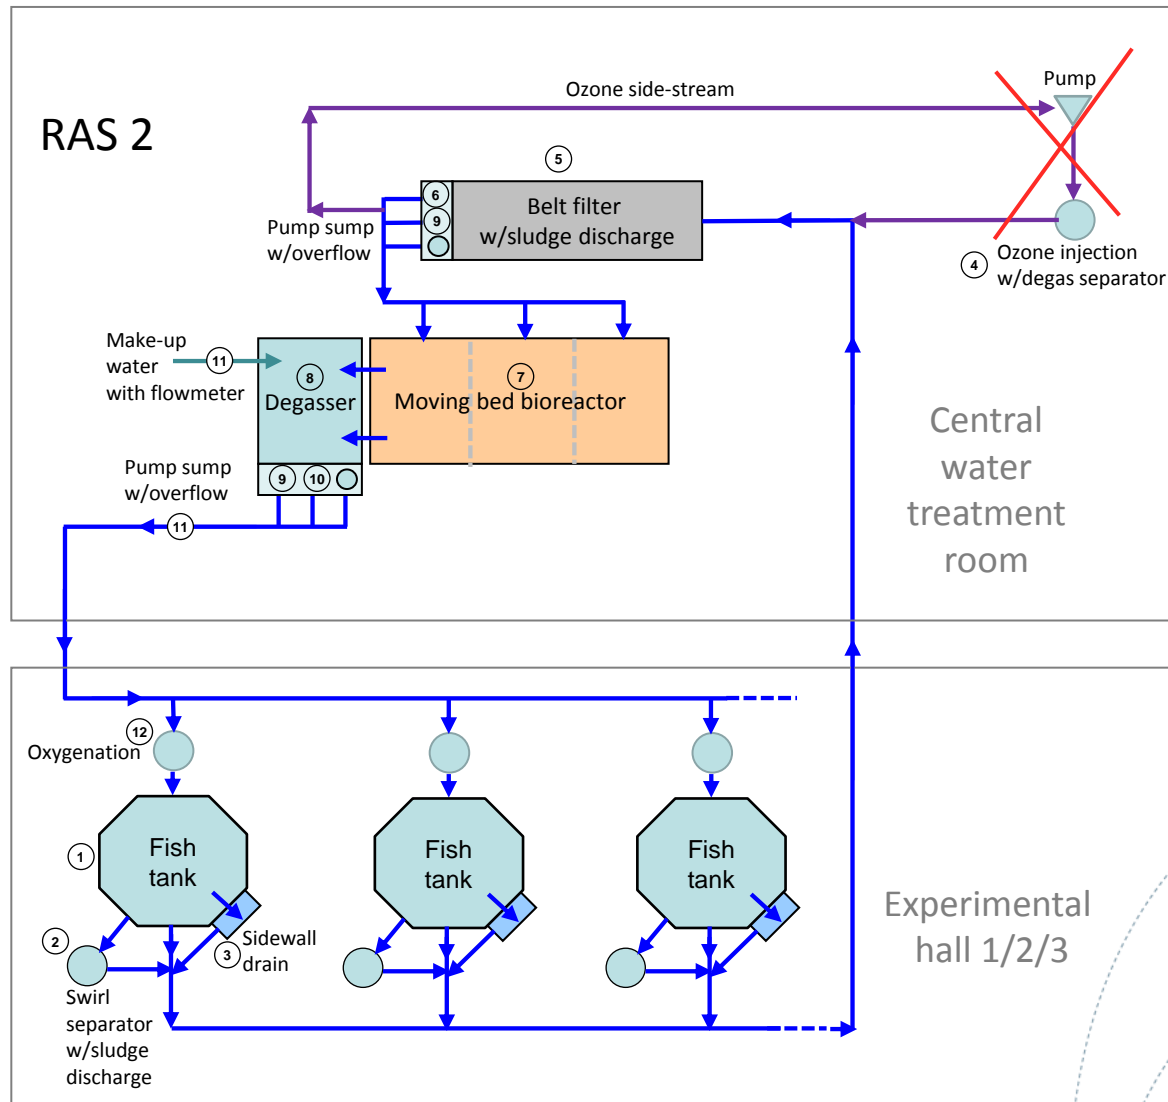 RAS 2
Ozone side-stream
Pump
5
6
9
Belt filter
w/sludge discharge
Pump sump
w/overflow
4
Ozone injection
w/degas separator
Make-up
water
with flowmeter
11
8
Degasser
7
Moving bed bioreactor
Central
water
treatment
room
Pump sump
w/overflow
9
10
11
12
Oxygenation
1
Fish
tank
Fish
tank
Fish
tank
2
3
Sidewall
drain
Swirl
separator
w/sludge
discharge
Experimental
hall 1/2/3